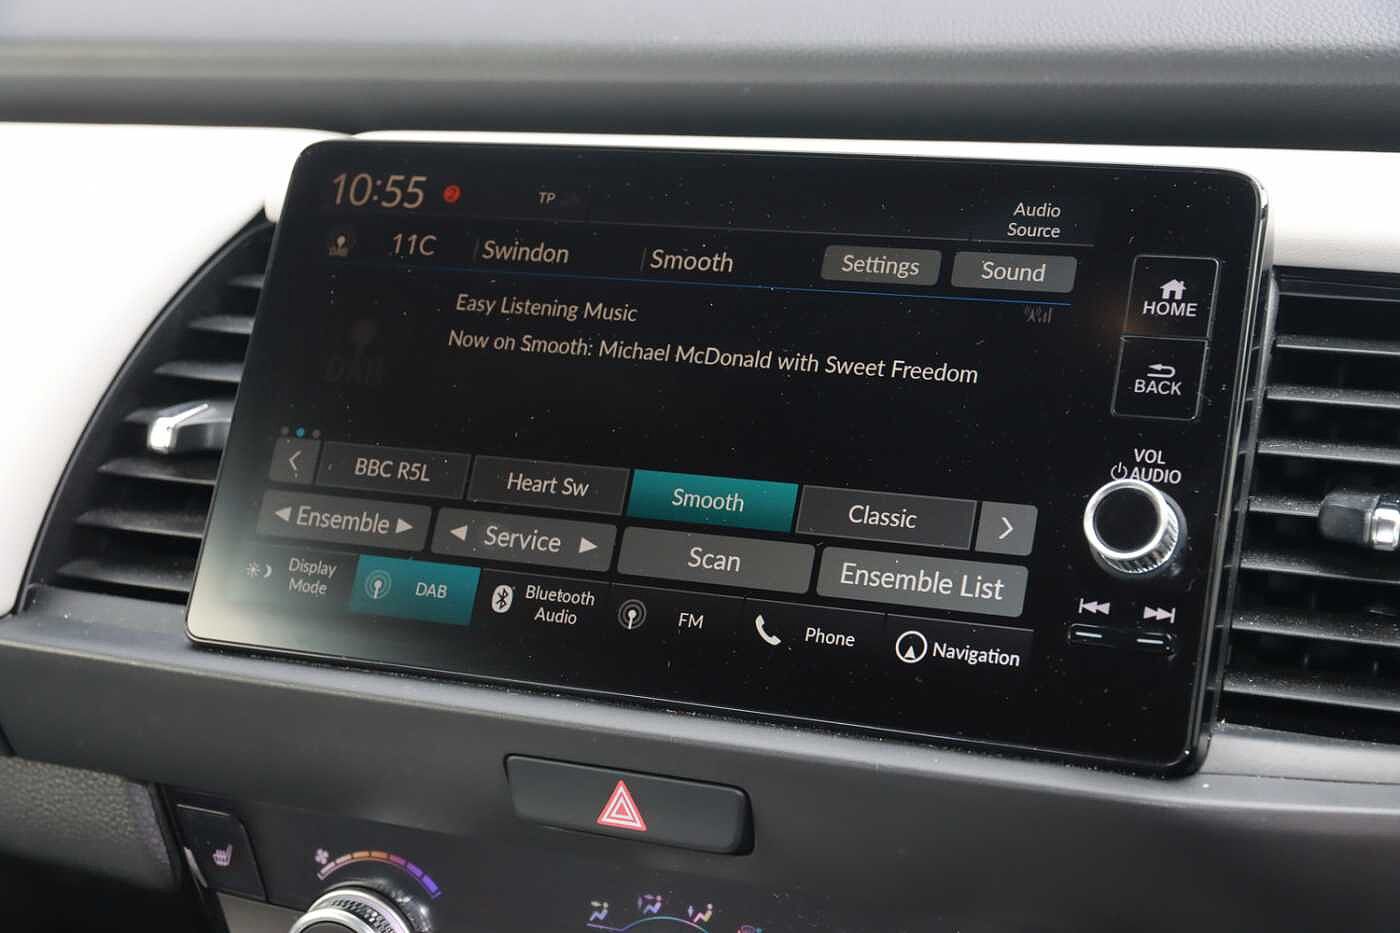 10:55 2 TP
Audio
Source
11C Swindon Smooth Settings Sound
HOME
Easy Listening Music
Now on Smooth: Michael McDonald with Sweet Freedom
DAB
BACK
VOL
AUDIO
BBC R5L Heart Sw Smooth Classic
Ensemble Service Scan Ensemble List
Display
Mode
DAB
Bluetooth
Audio
FM
Phone
Navigation